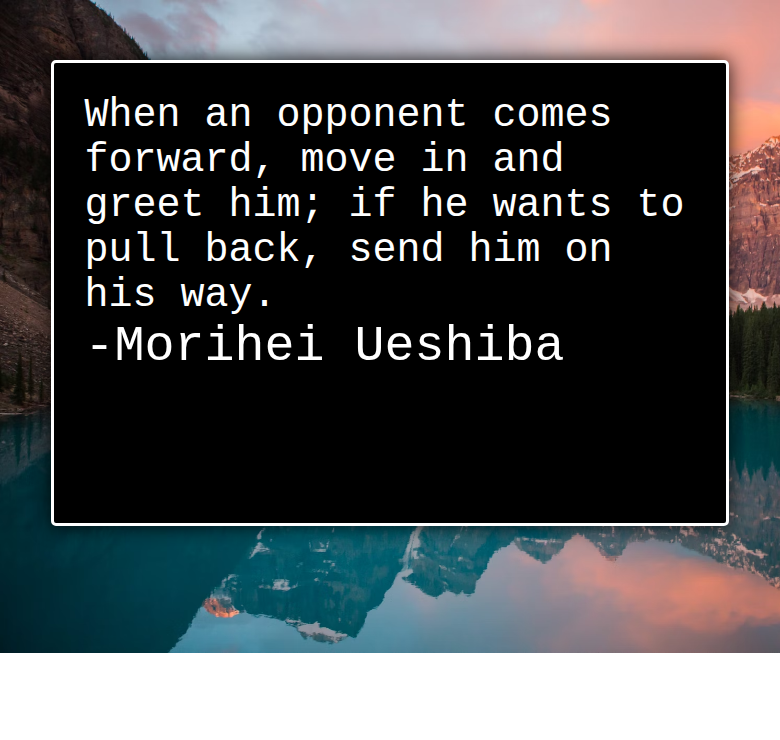 When an opponent comes
forward, move in and
greet him; if he wants to
pull back, send him on
his way.
-Morihei Ueshiba